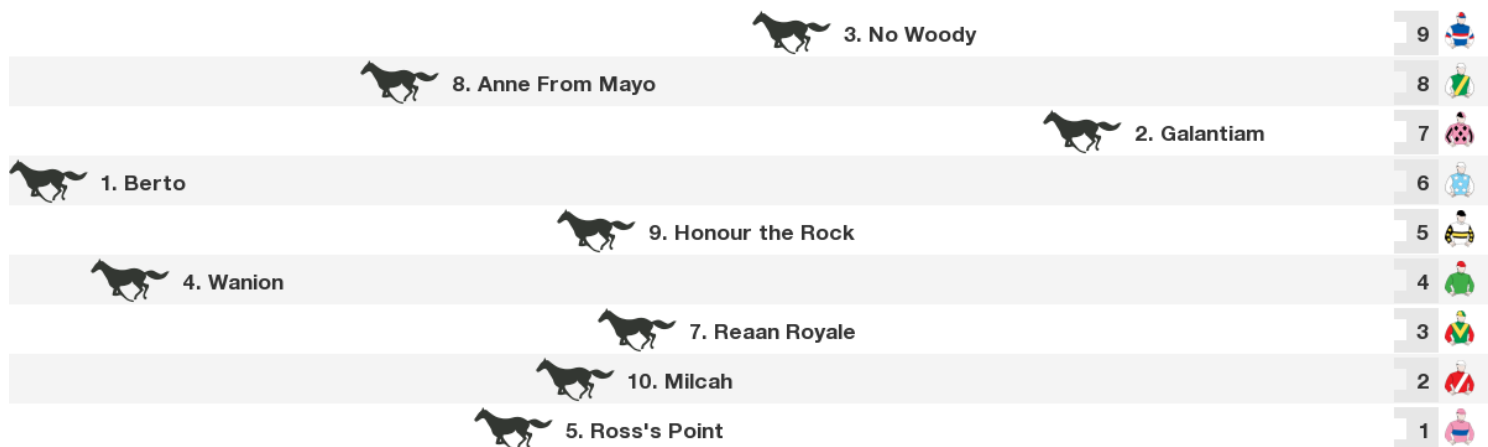 3. No Woody 9
8. Anne From Mayo 8
2. Galantiam 7
1. Berto 6
9. Honour the Rock 5
4. Wanion 4
7. Reaan Royale 3
10. Milcah 2
5. Ross's Point 1